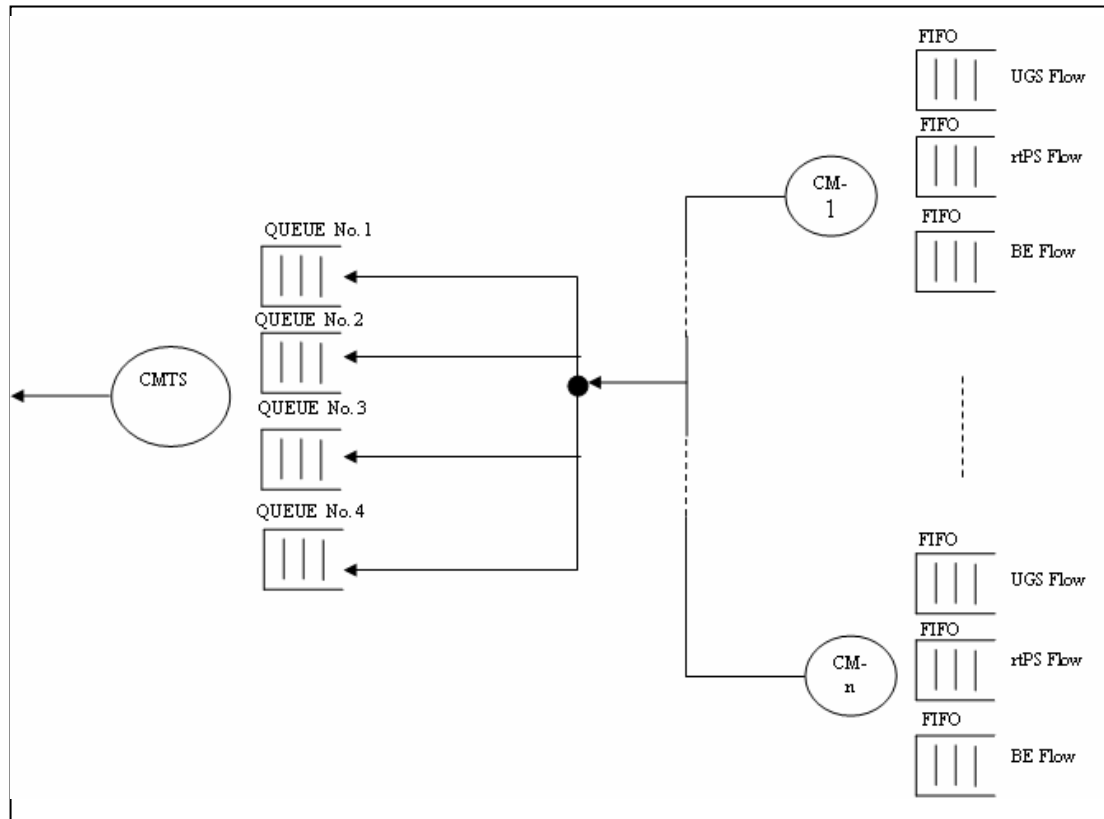 FIFO
UGS Flow
FIFO
rtPS Flow
CM-
1
FIFO
BE Flow
QUEUE No. 1
QUEUE No. 2
CMTS
QUEUE No. 3
QUEUE No. 4
FIFO
UGS Flow
FIFO
rtPS Flow
CM-
n
FIFO
BE Flow